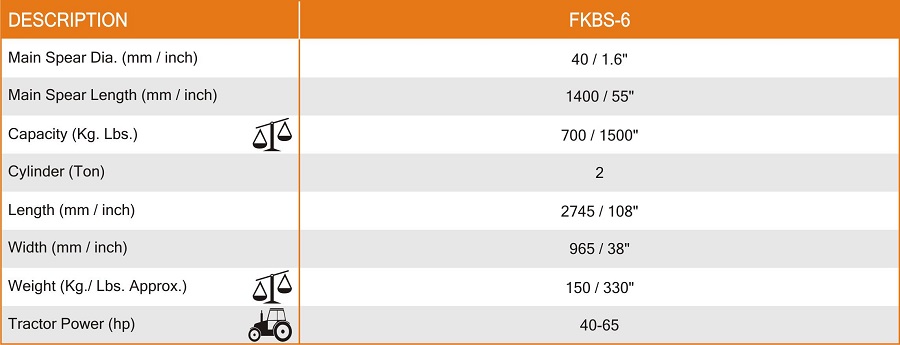 DESCRIPTION FKBS-6
Main Spear Dia. (mm / inch) 40 / 1.6"
Main Spear Length (mm / inch) 1400 / 55"
Capacity (Kg. Lbs.) 700 / 1500"
Cylinder (Ton) 2
Length (mm / inch) 2745 / 108"
Width (mm / inch) 965 / 38"
Weight (Kg./ Lbs. Approx.) 150 / 330"
Tractor Power (hp) 40-65